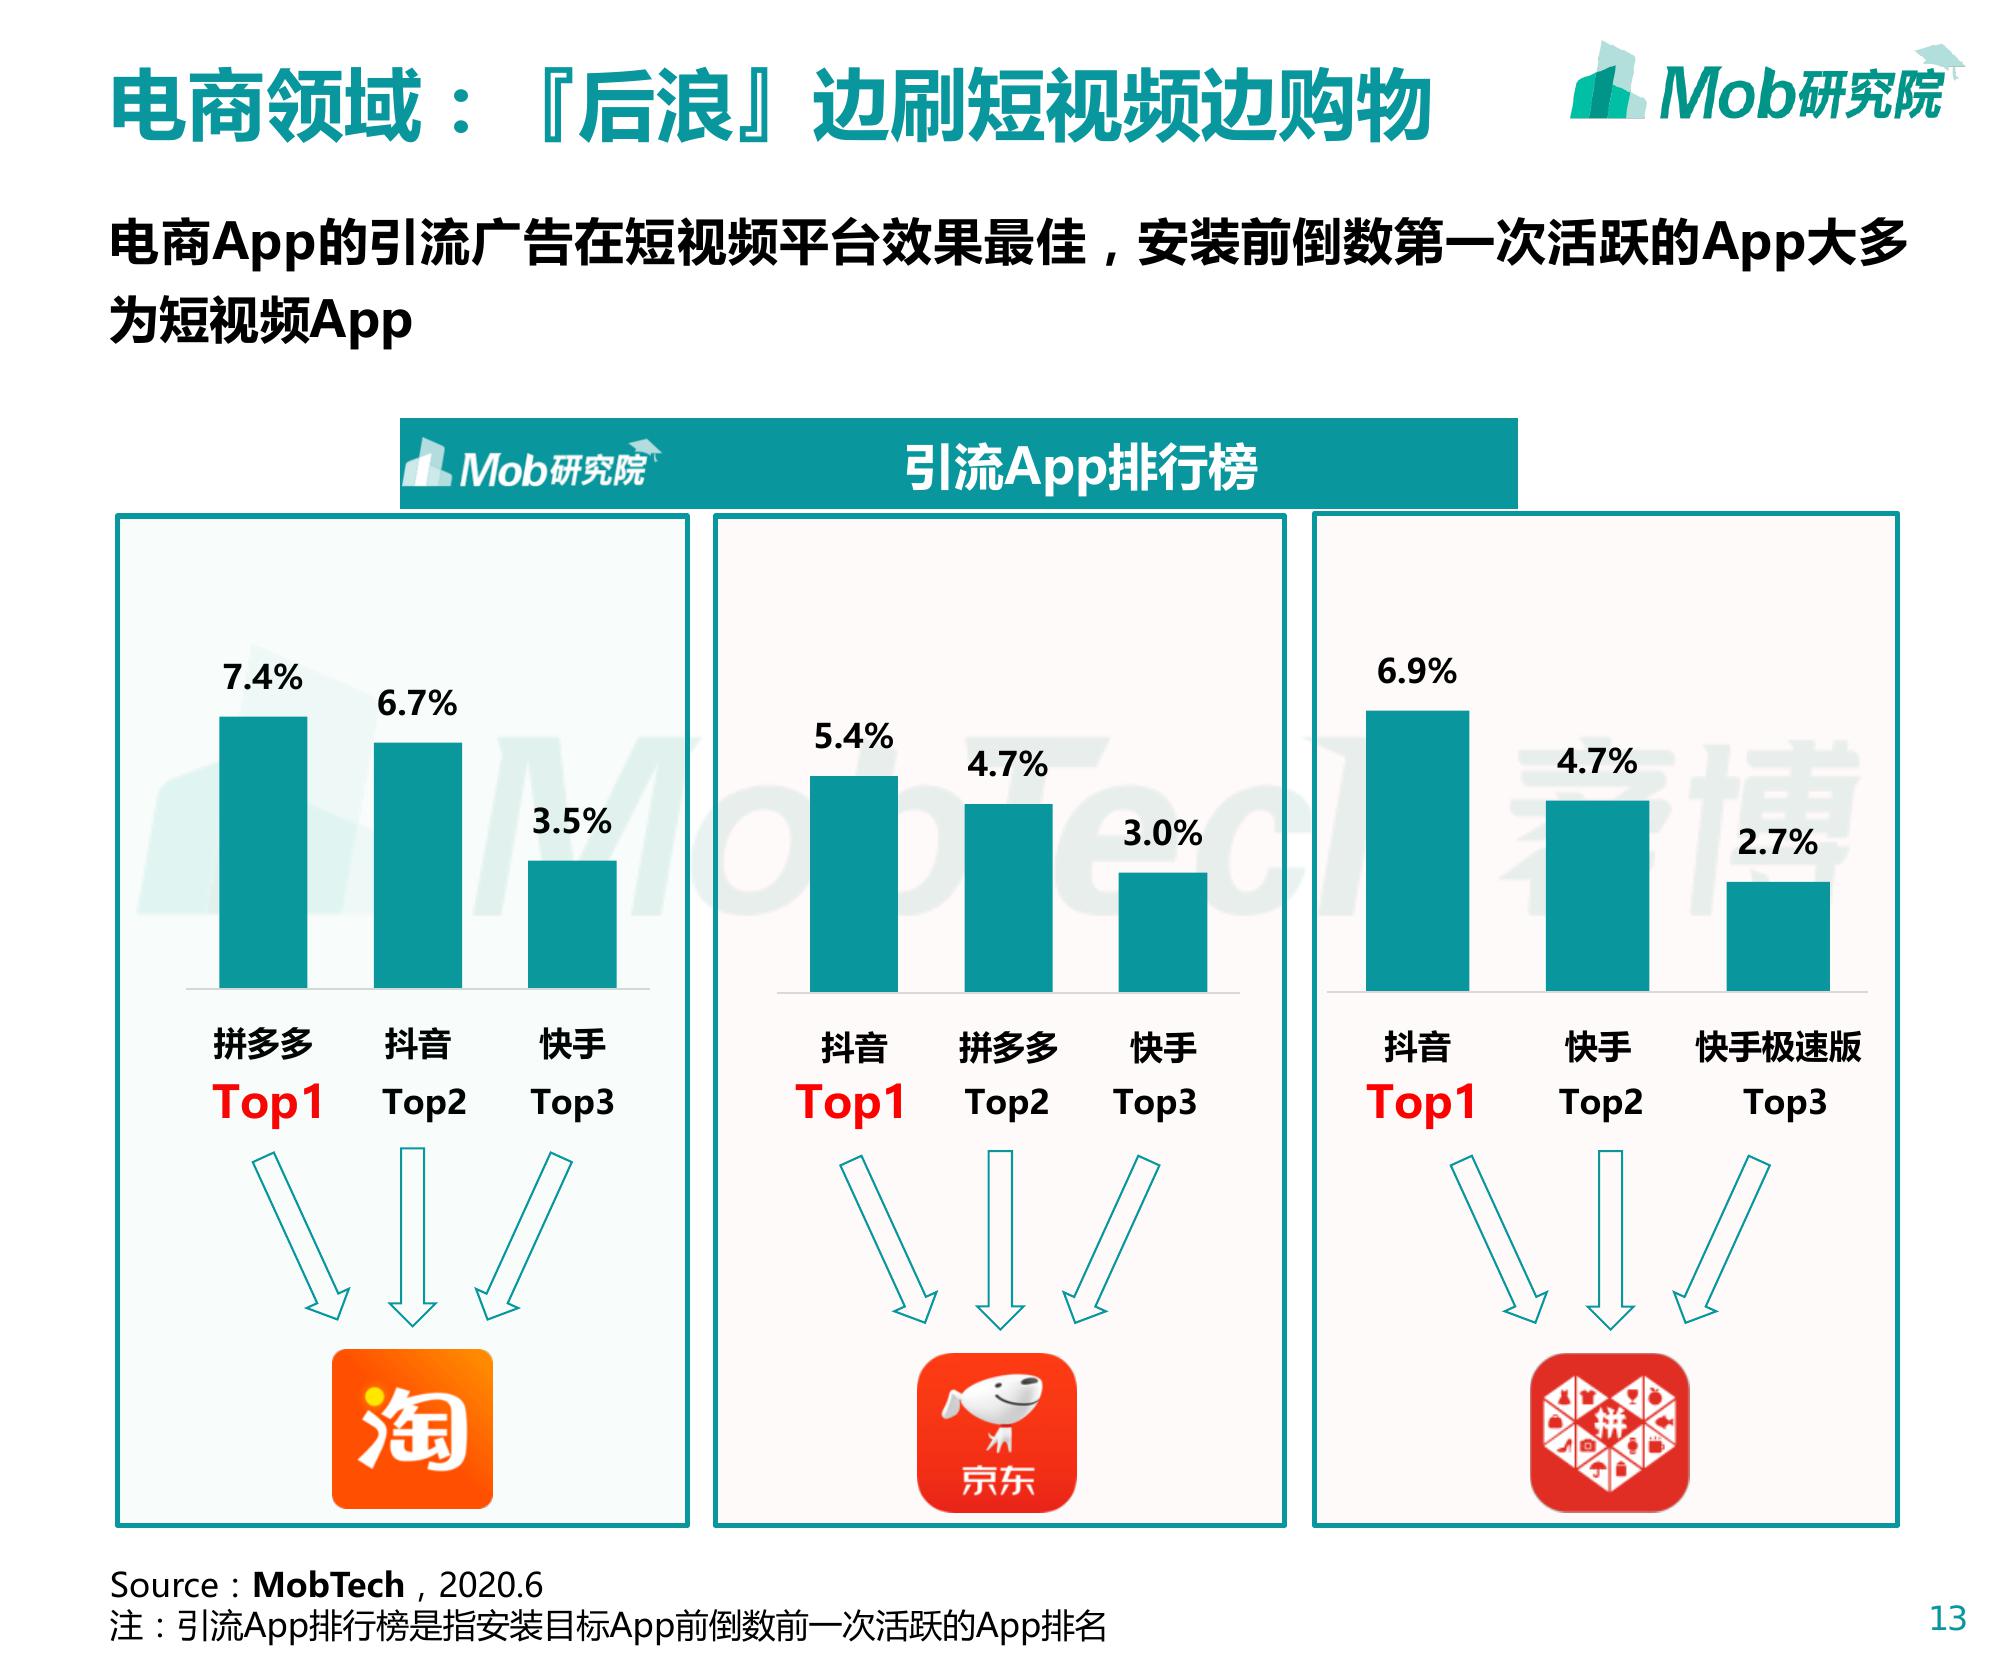 电商领域：『后浪』边刷短视频边购物
Mob研究院
电商App的引流广告在短视频平台效果最佳，安装前倒数第一次活跃的App大多
为短视频App
Mob研究院
引流App排行榜
7.4%
6.7%
3.5%
拼多多
抖音
快手
Top1
Top2
Top3
淘
5.4%
4.7%
3.0%
抖音
拼多多
快手
Top1
Top2
Top3
京东
6.9%
4.7%
2.7%
抖音
快手
快手极速版
Top1
Top2
Top3
拼
MobTech 袤博
Source：MobTech，2020.6
注：引流App排行榜是指安装目标App前倒数前一次活跃的App排名
13